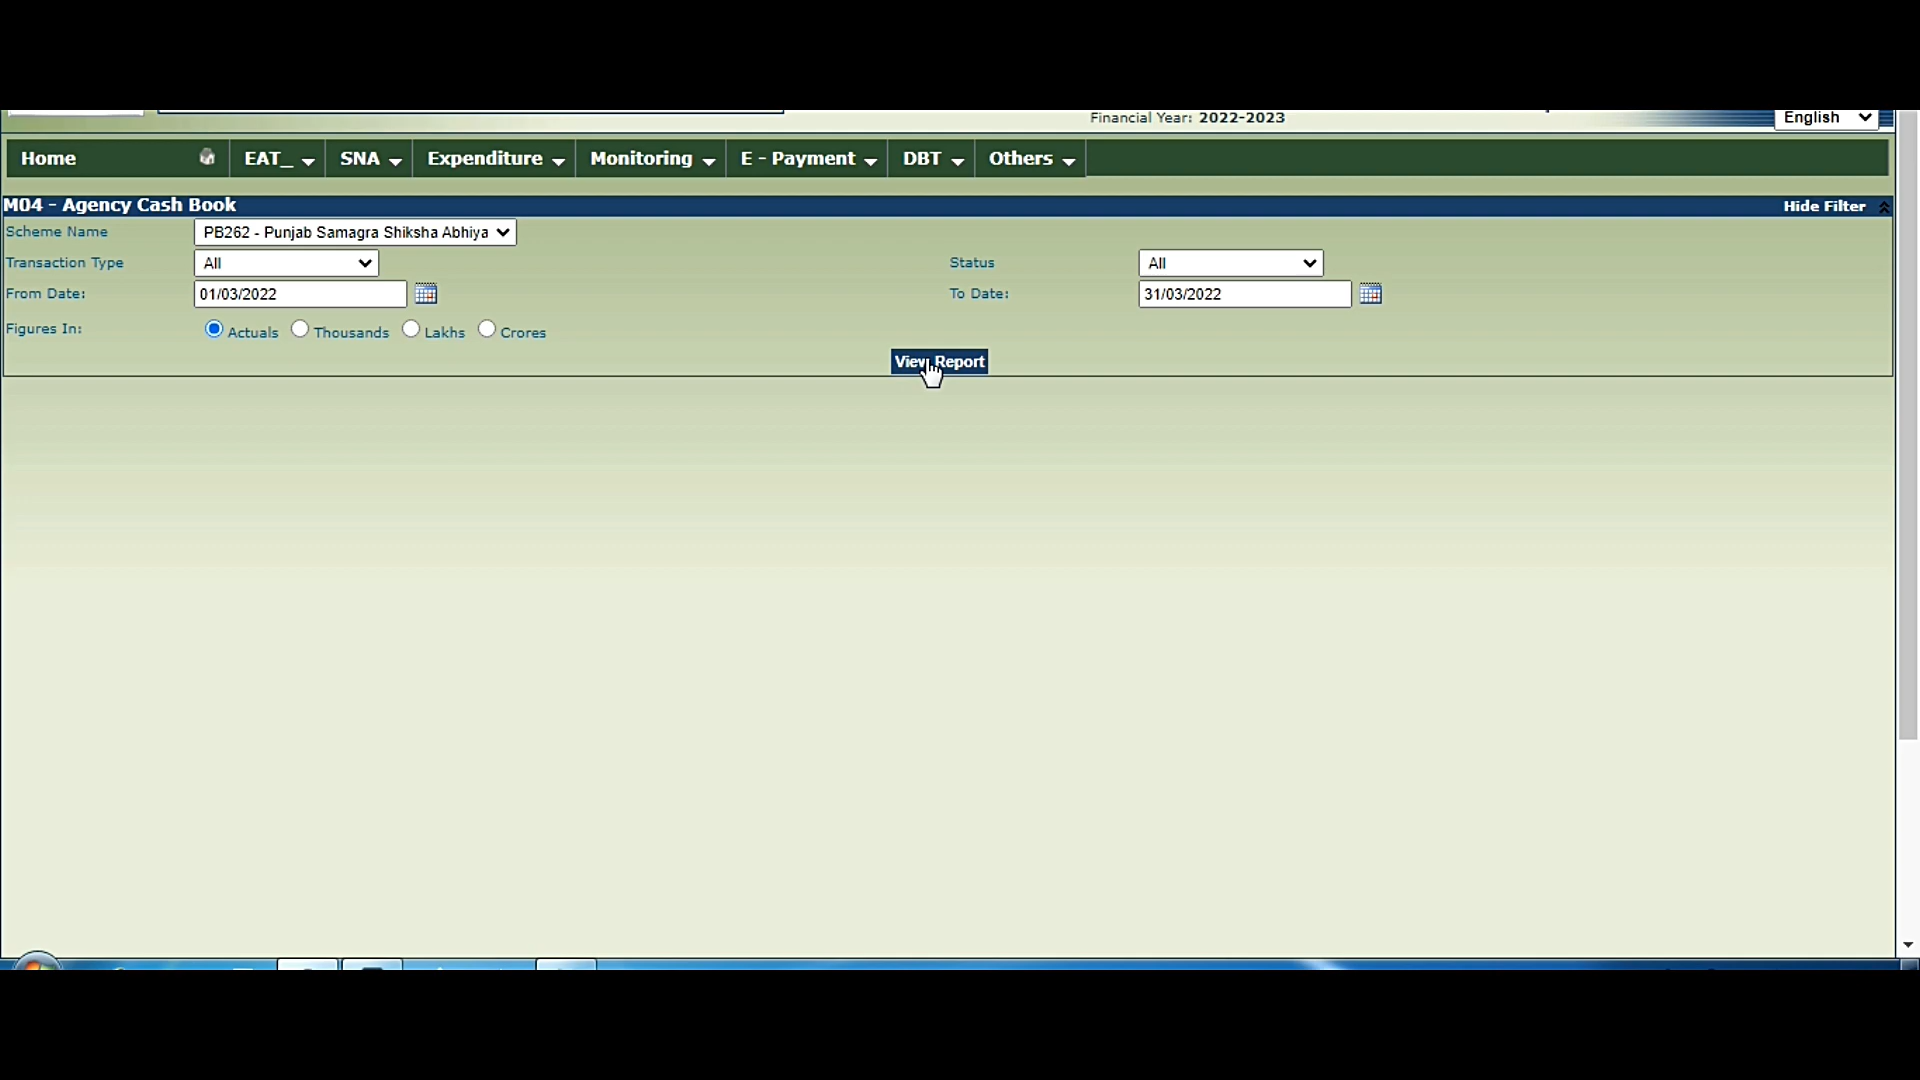 Financial Year: 2022-2023
English
Home EAT_ SNA Expenditure Monitoring E - Payment DBT Others
M04 - Agency Cash Book Hide Filter
Scheme Name PB262 - Punjab Samagra Shiksha Abhiya
Transaction Type All Status All
From Date: 01/03/2022 To Date: 31/03/2022
Figures In: Actuals Thousands Lakhs Crores
View Report